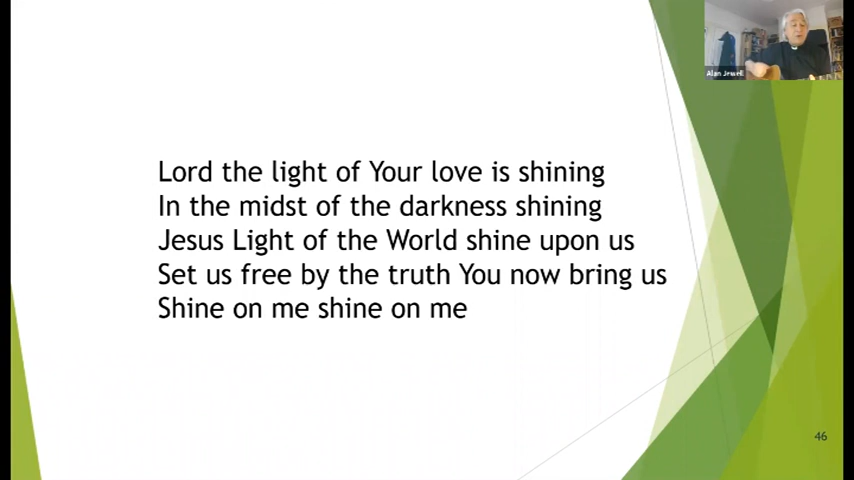 Alan Jewell
Lord the light of Your love is shining
In the midst of the darkness shining
Jesus Light of the World shine upon us
Set us free by the truth You now bring us
Shine on me shine on me
46